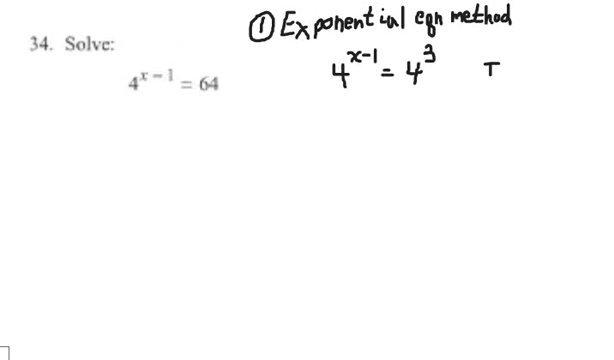 34. Solve:
4^{x-1} = 64
① Exponential eqn method
4^{x-1} = 4^3 T